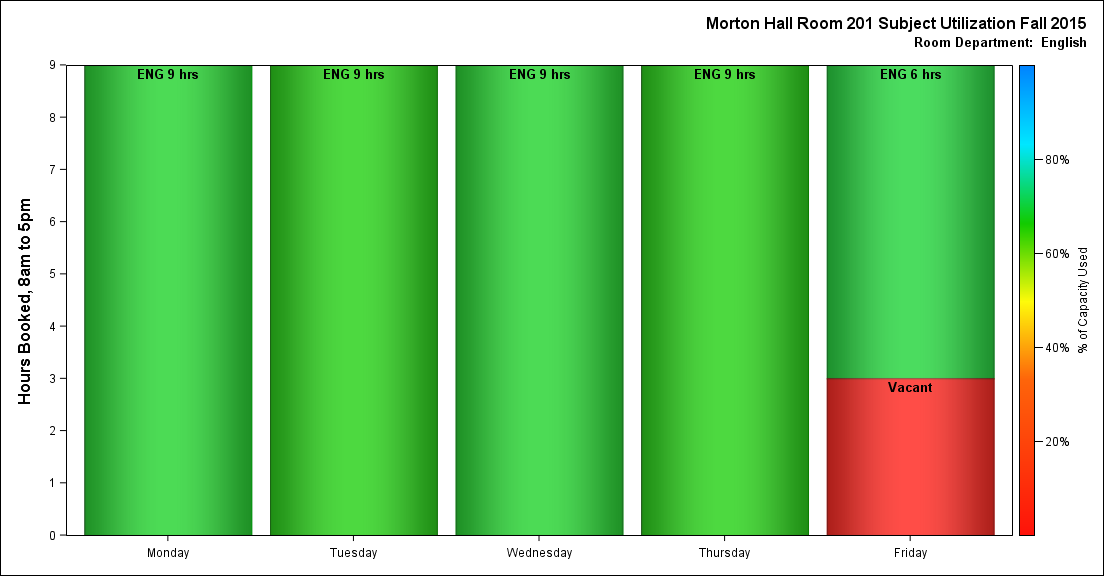 Morton Hall Room 201 Subject Utilization Fall 2015
Room Department:  English
Hours Booked, 8am to 5pm
9
8
7
6
5
4
3
2
1
0
ENG 9 hrs
ENG 9 hrs
ENG 9 hrs
ENG 9 hrs
ENG 6 hrs
Vacant
Monday
Tuesday
Wednesday
Thursday
Friday
80%
60%
40%
20%
% of Capacity Used